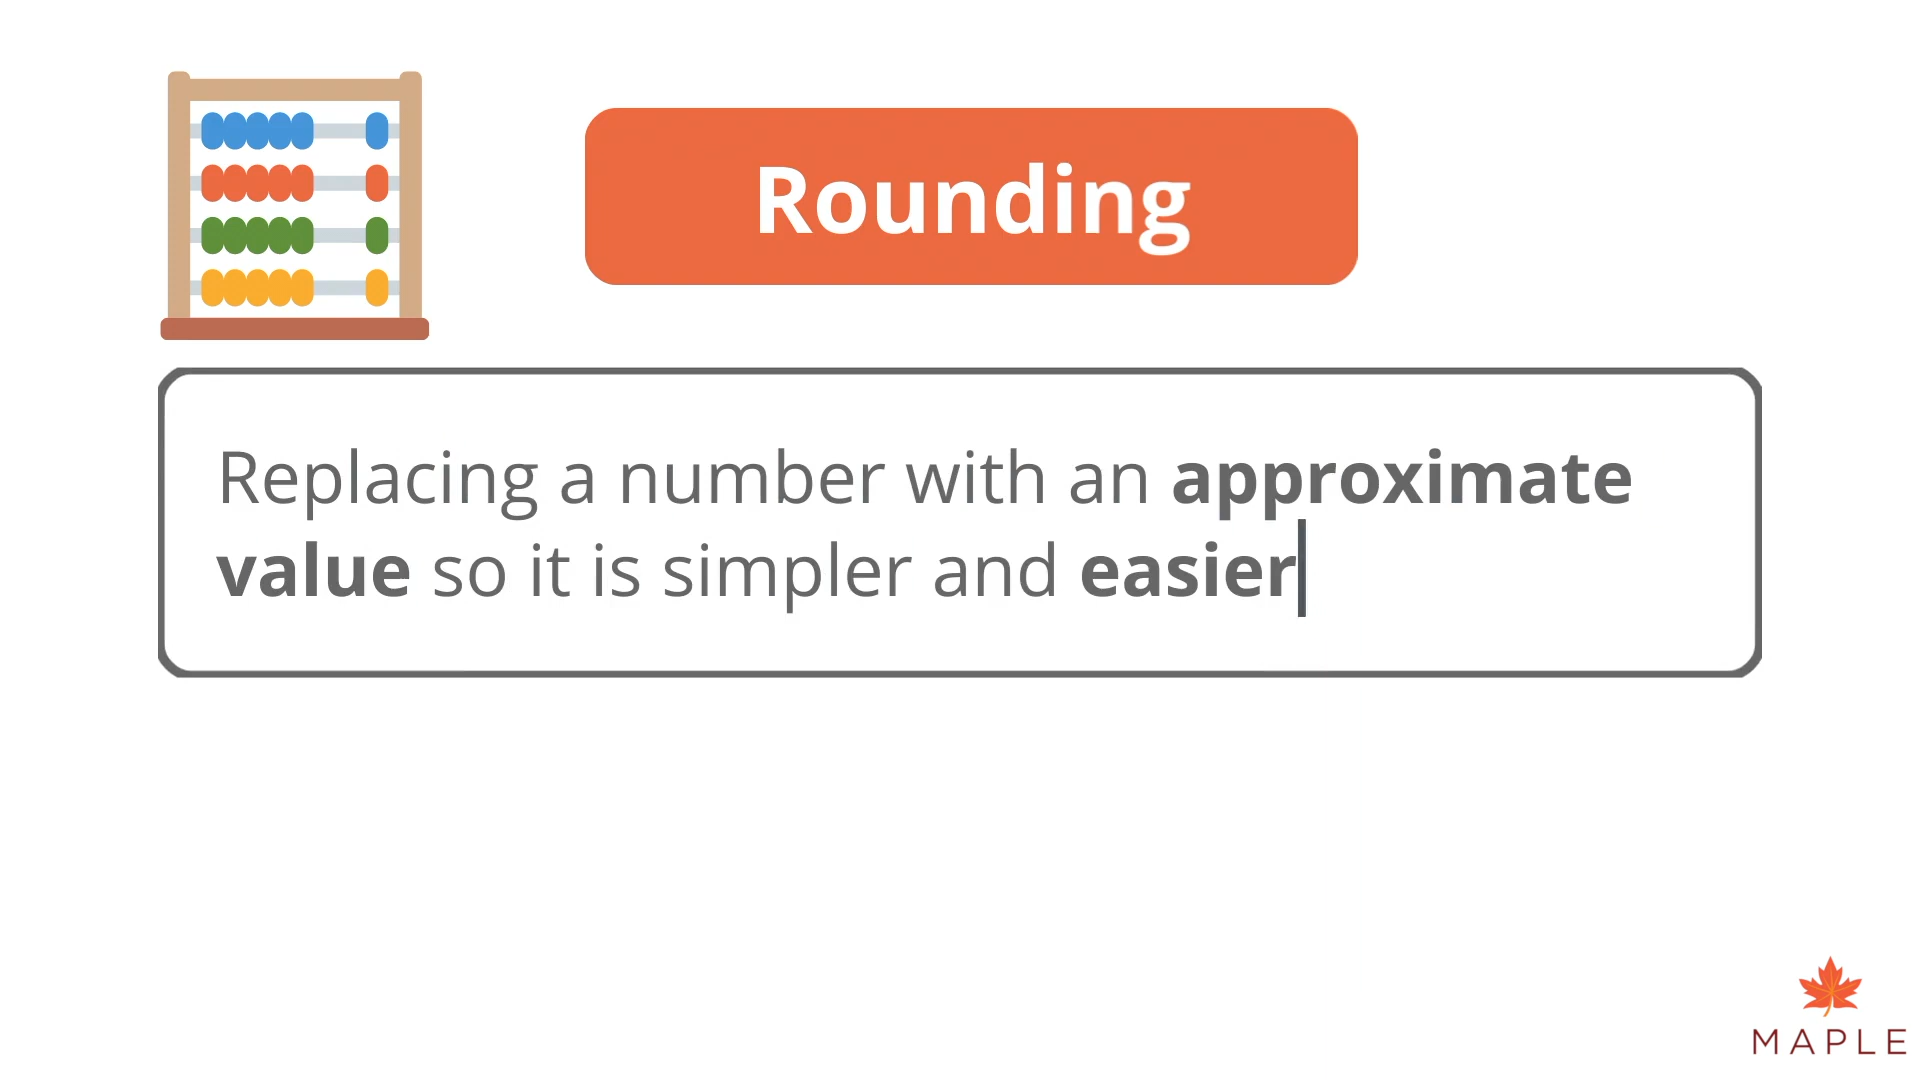 Rounding
Replacing a number with an approximate
value so it is simpler and easier
MAPLE